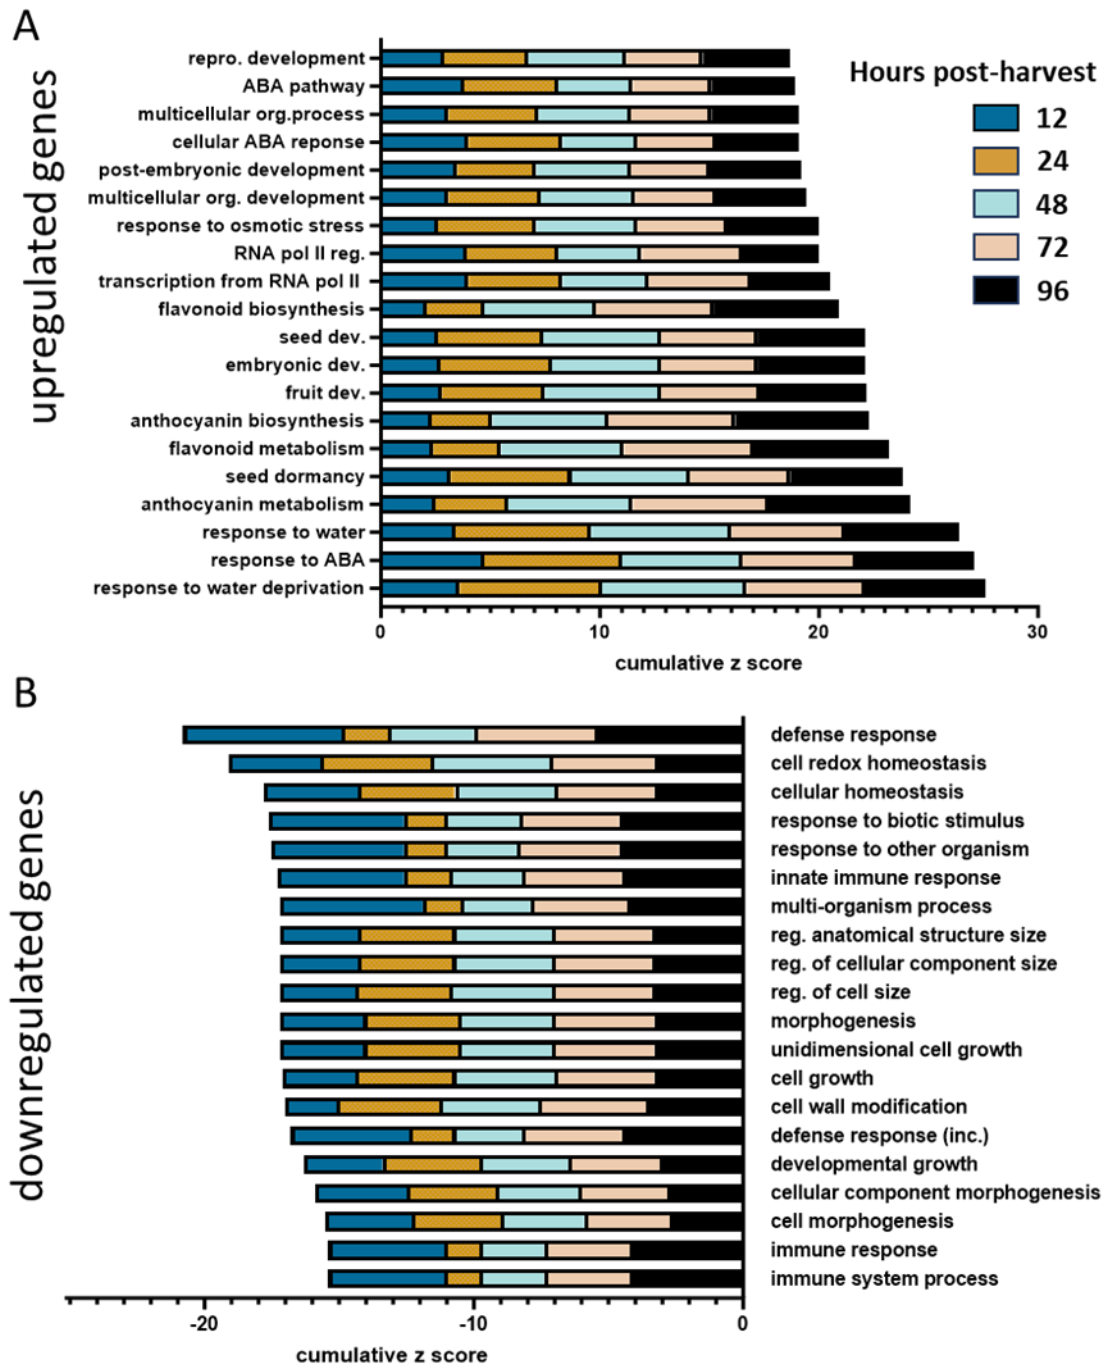 A
upregulated genes
repro. development
ABA pathway
multicellular org.process
cellular ABA reponse
post-embryonic development
multicellular org. development
response to osmotic stress
RNA pol II reg.
transcription from RNA pol II
flavonoid biosynthesis
seed dev.
embryonic dev.
fruit dev.
anthocyanin biosynthesis
flavonoid metabolism
seed dormancy
anthocyanin metabolism
response to water
response to ABA
response to water deprivation
0 10 20 30
cumulative z score
Hours post-harvest
12
24
48
72
96
B
downregulated genes
defense response
cell redox homeostasis
cellular homeostasis
response to biotic stimulus
response to other organism
innate immune response
multi-organism process
reg. anatomical structure size
reg. of cellular component size
reg. of cell size
morphogenesis
unidimensional cell growth
cell growth
cell wall modification
defense response (inc.)
developmental growth
cellular component morphogenesis
cell morphogenesis
immune response
immune system process
-20 -10 0
cumulative z score